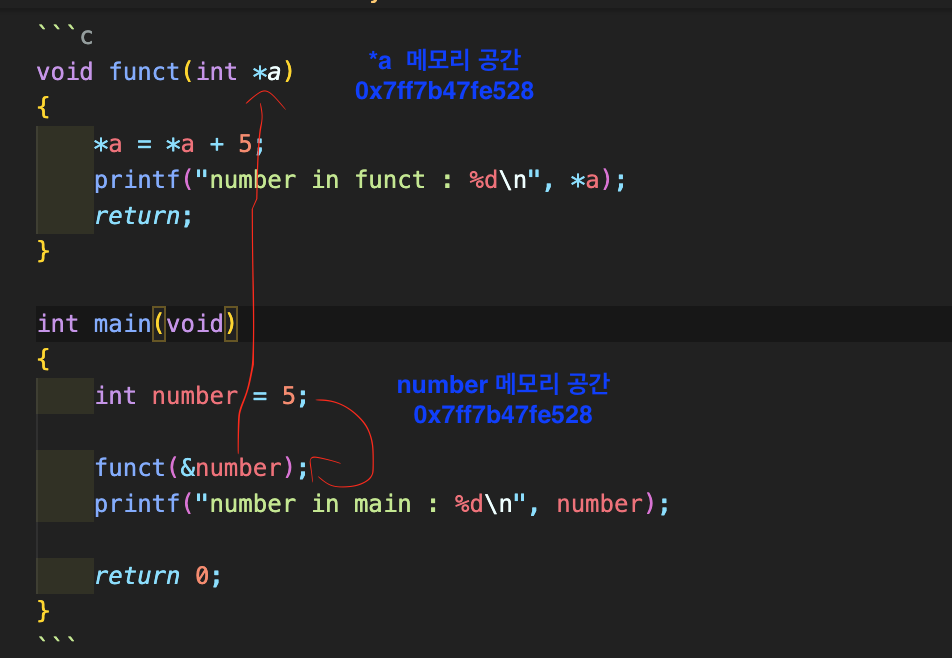 ```c
void funct(int *a)
*a 메모리 공간
0x7ff7b47fe528
{
*a = *a + 5;
printf("number in funct : %d\n", *a);
return;
}
int main(void)
{
int number = 5;
number 메모리 공간
0x7ff7b47fe528
funct(&number);
printf("number in main : %d\n", number);
return 0;
}
```